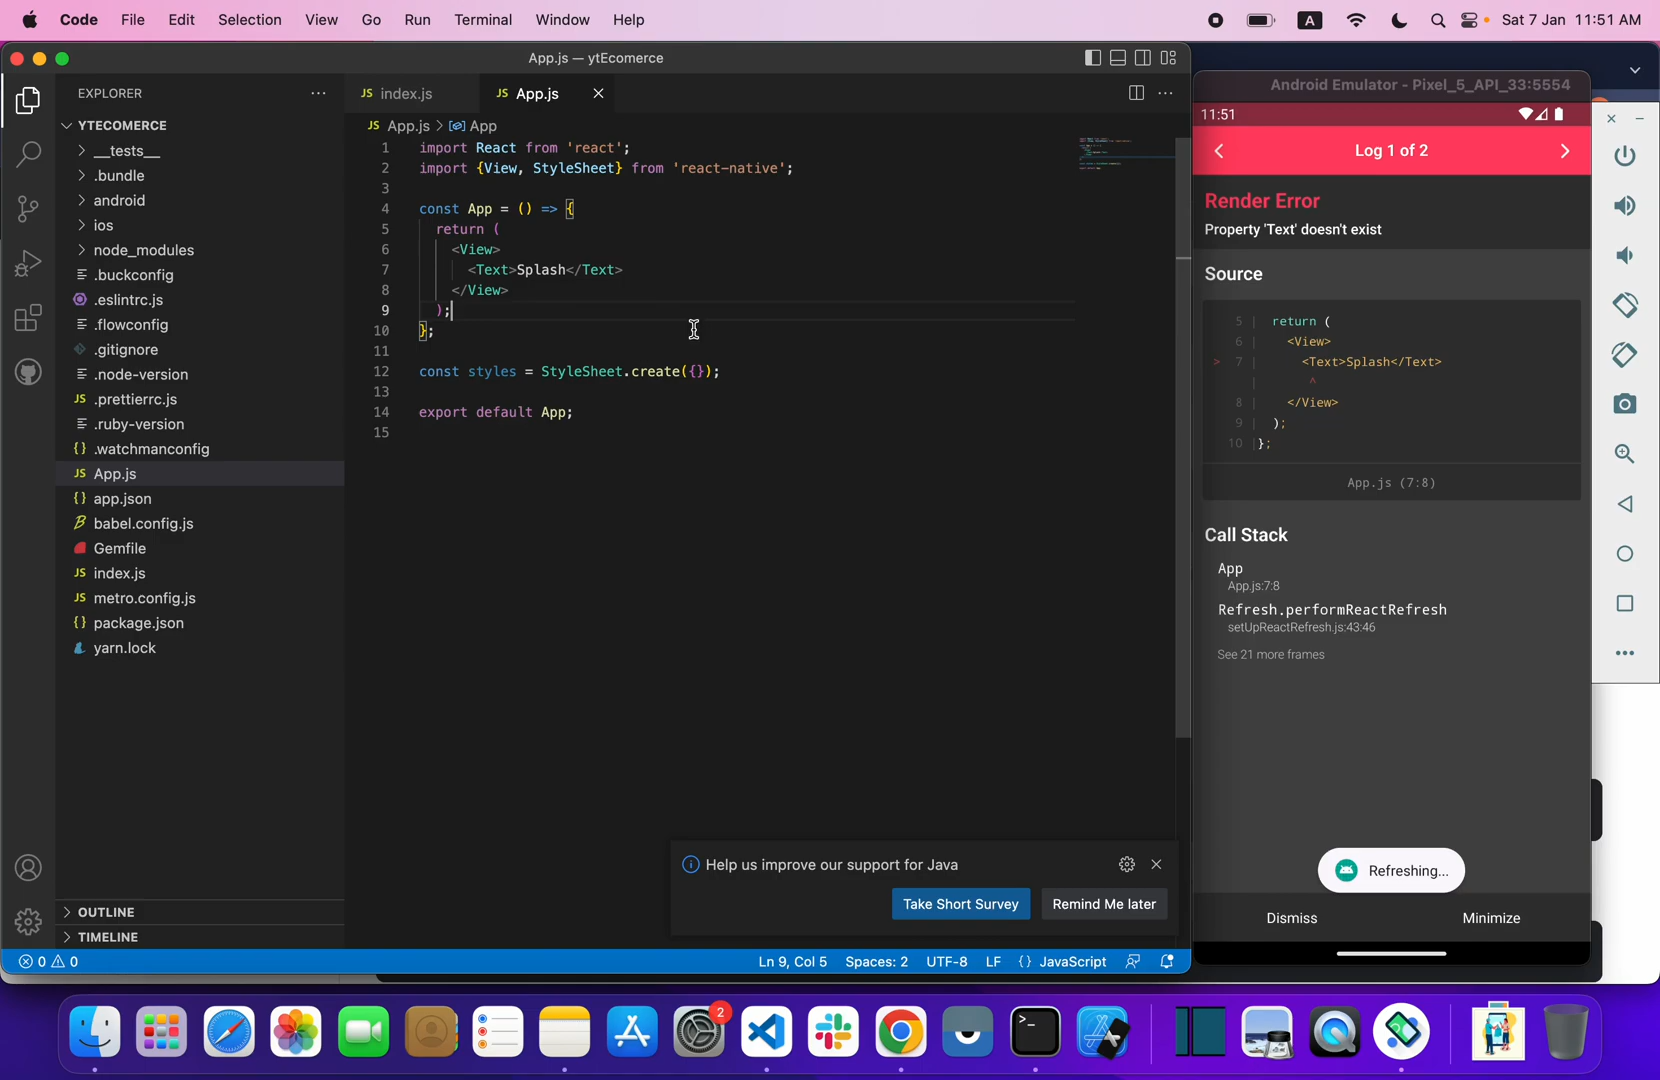 Code File Edit Selection View Go Run Terminal Window Help
A
Sat 7 Jan 11:51 AM
App.js — ytEcomerce
EXPLORER
YTECOMERCE
__tests__
.bundle
android
ios
node_modules
.buckconfig
.eslintrc.js
.flowconfig
.gitignore
.node-version
JS .prettierrc.js
.ruby-version
{} .watchmanconfig
JS App.js
{} app.json
babel.config.js
Gemfile
JS index.js
JS metro.config.js
{} package.json
yarn.lock
OUTLINE
TIMELINE
JS index.js
JS App.js
JS App.js > App
1 import React from 'react';
2 import {View, StyleSheet} from 'react-native';
3
4 const App = () => {
5 return (
6 <View>
7 <Text>Splash</Text>
8 </View>
9 );
10 };
11
12 const styles = StyleSheet.create({});
13
14 export default App;
15
Help us improve our support for Java
Take Short Survey
Remind Me later
0 0
Ln 9, Col 5 Spaces: 2 UTF-8 LF {} JavaScript
Android Emulator - Pixel_5_API_33:5554
11:51
Log 1 of 2
Render Error
Property 'Text' doesn't exist
Source
5 | return (
6 | <View>
> 7 | <Text>Splash</Text>
| ^
8 | </View>
9 | );
10 | };
App.js (7:8)
Call Stack
App
App.js:7:8
Refresh.performReactRefresh
setUpReactRefresh.js:43:46
See 21 more frames
Refreshing...
Dismiss
Minimize
2